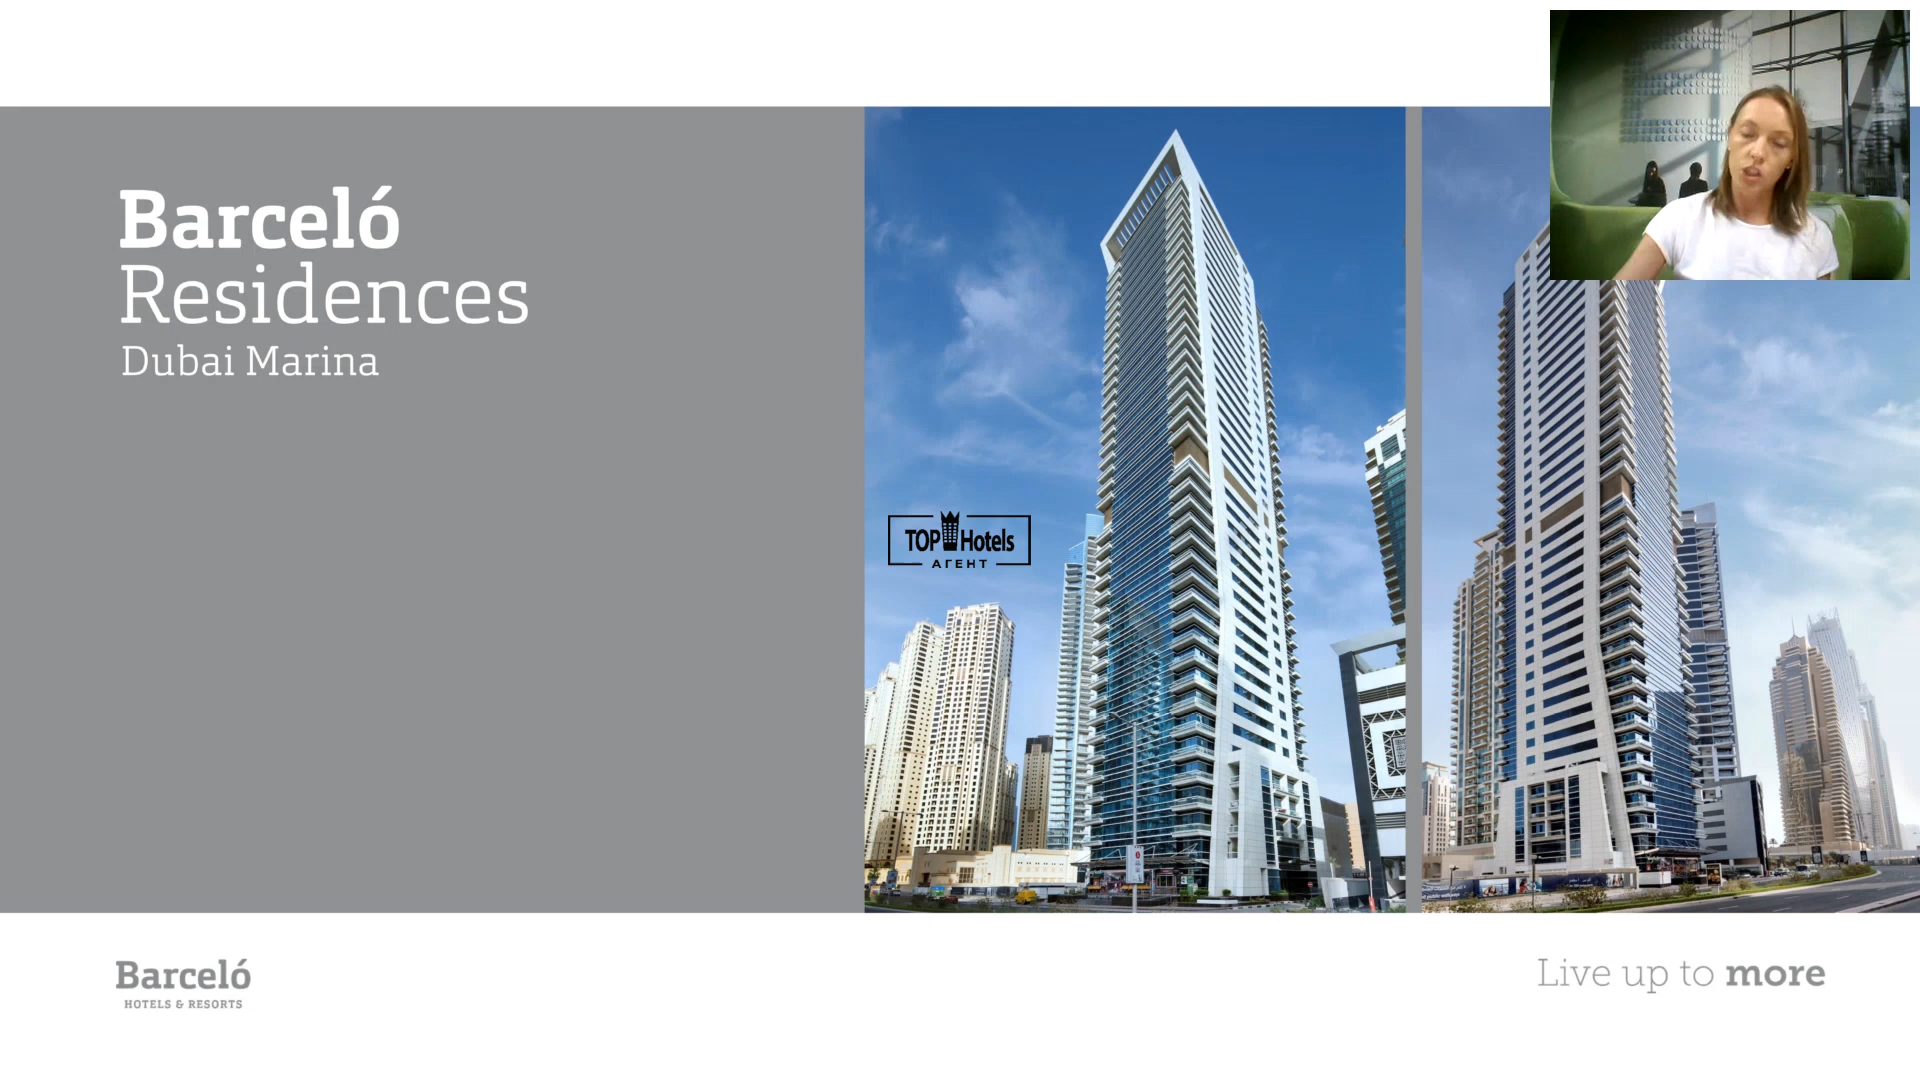 Barceló
Residences
Dubai Marina
TOP Hotels
АГЕНТ
Barceló
HOTELS & RESORTS
Live up to more